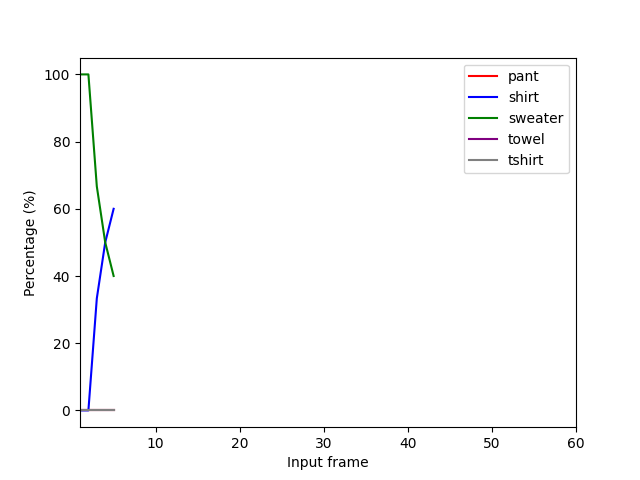 100
80
60
40
20
0
Percentage (%)
10 20 30 40 50 60
Input frame
pant
shirt
sweater
towel
tshirt